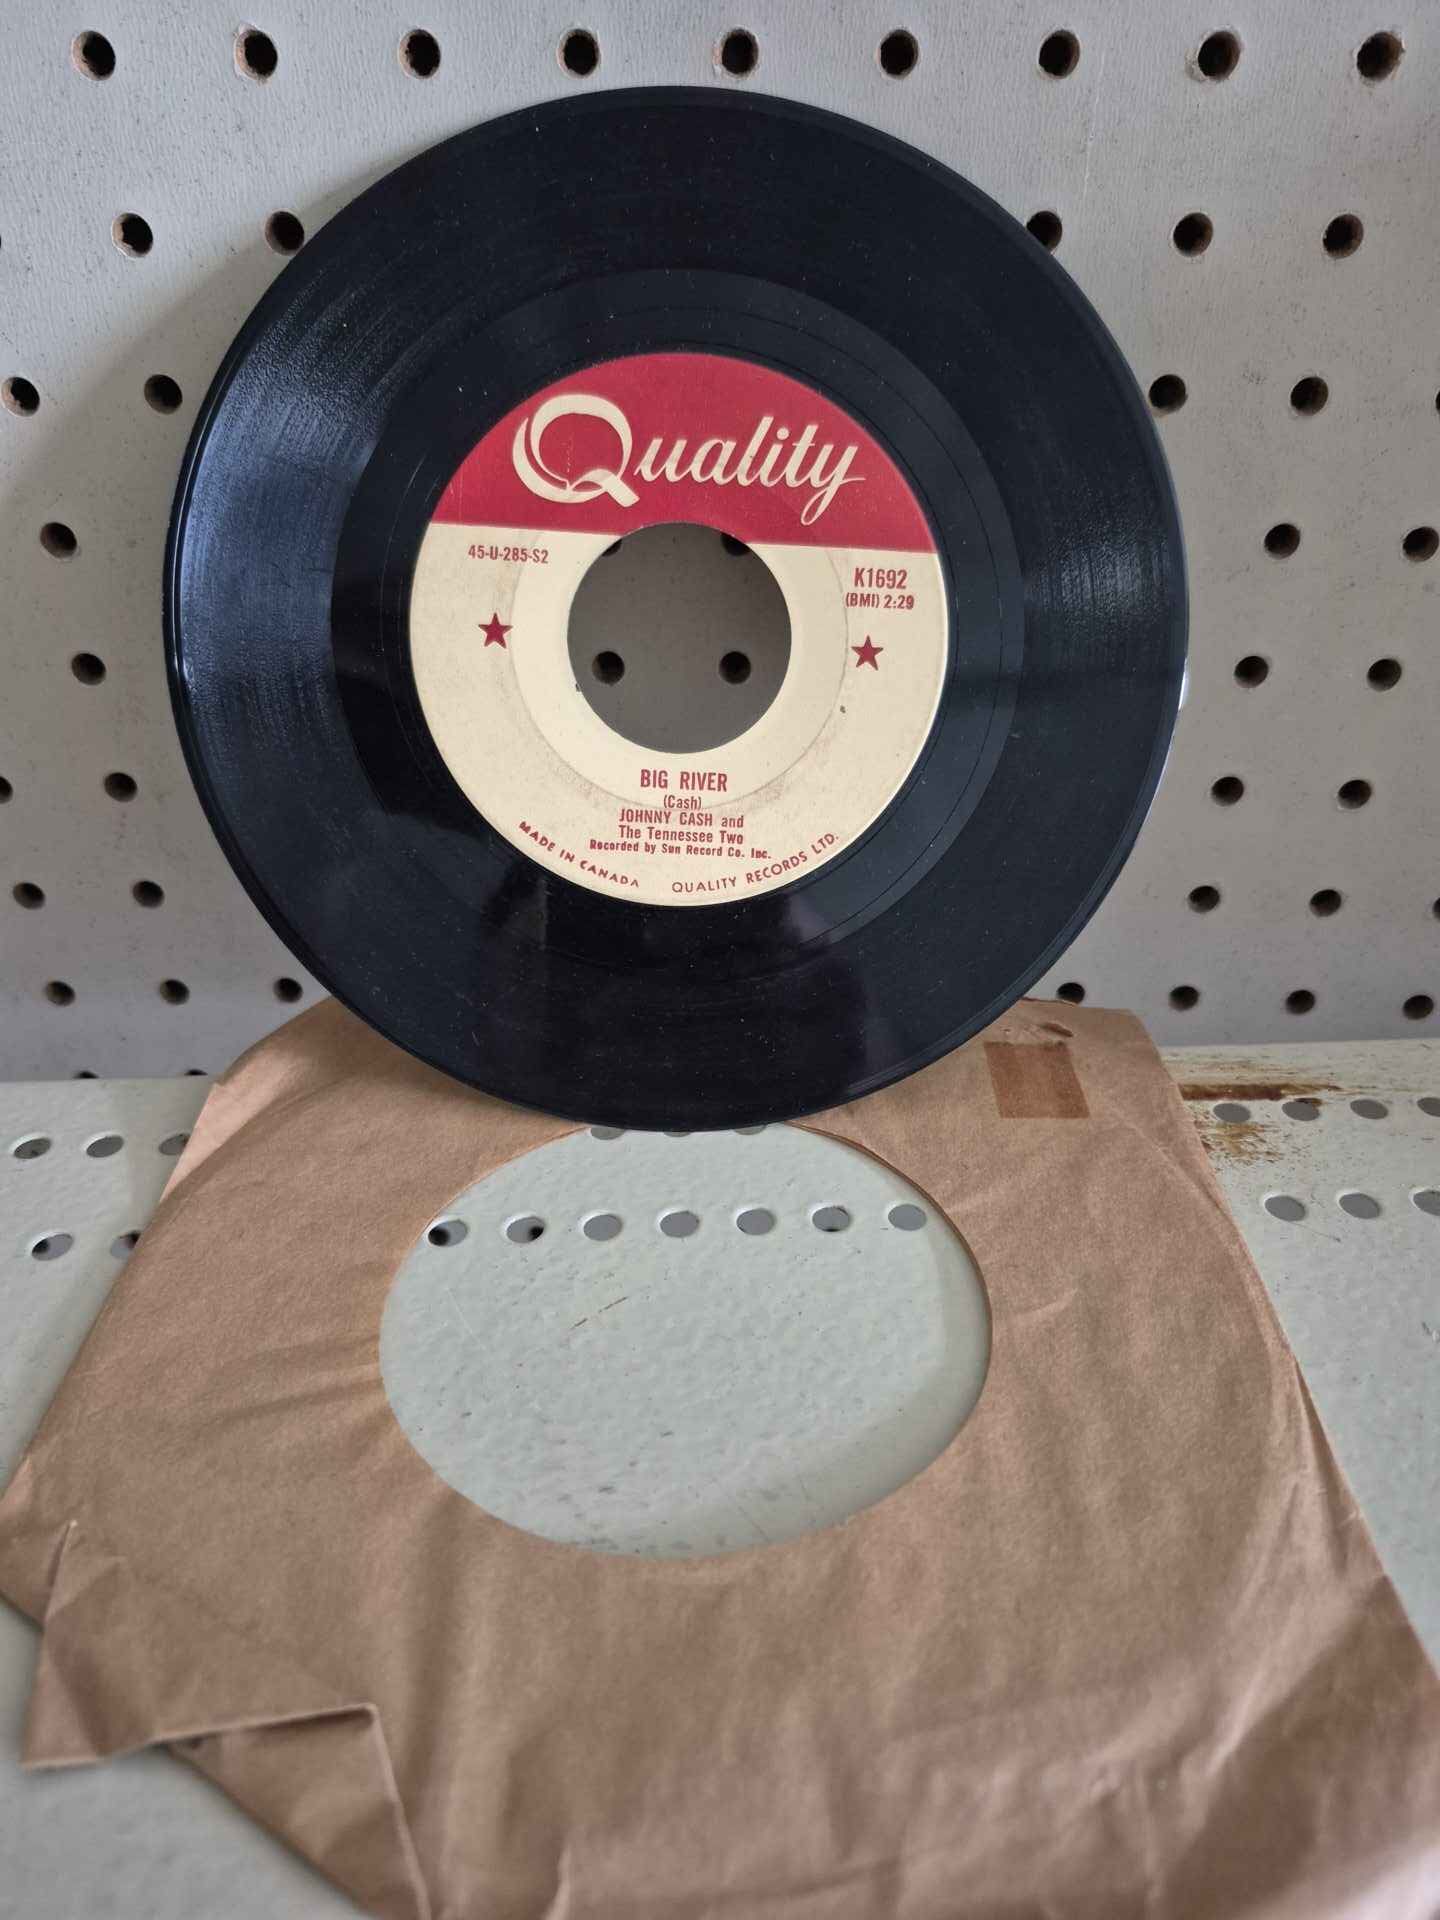 Quality
45-U-285-S2
K1692
(BMI) 2:29
BIG RIVER
(Cash)
JOHNNY CASH and
The Tennessee Two
Recorded by Sun Record Co. Inc.
MADE IN CANADA QUALITY RECORDS LTD.